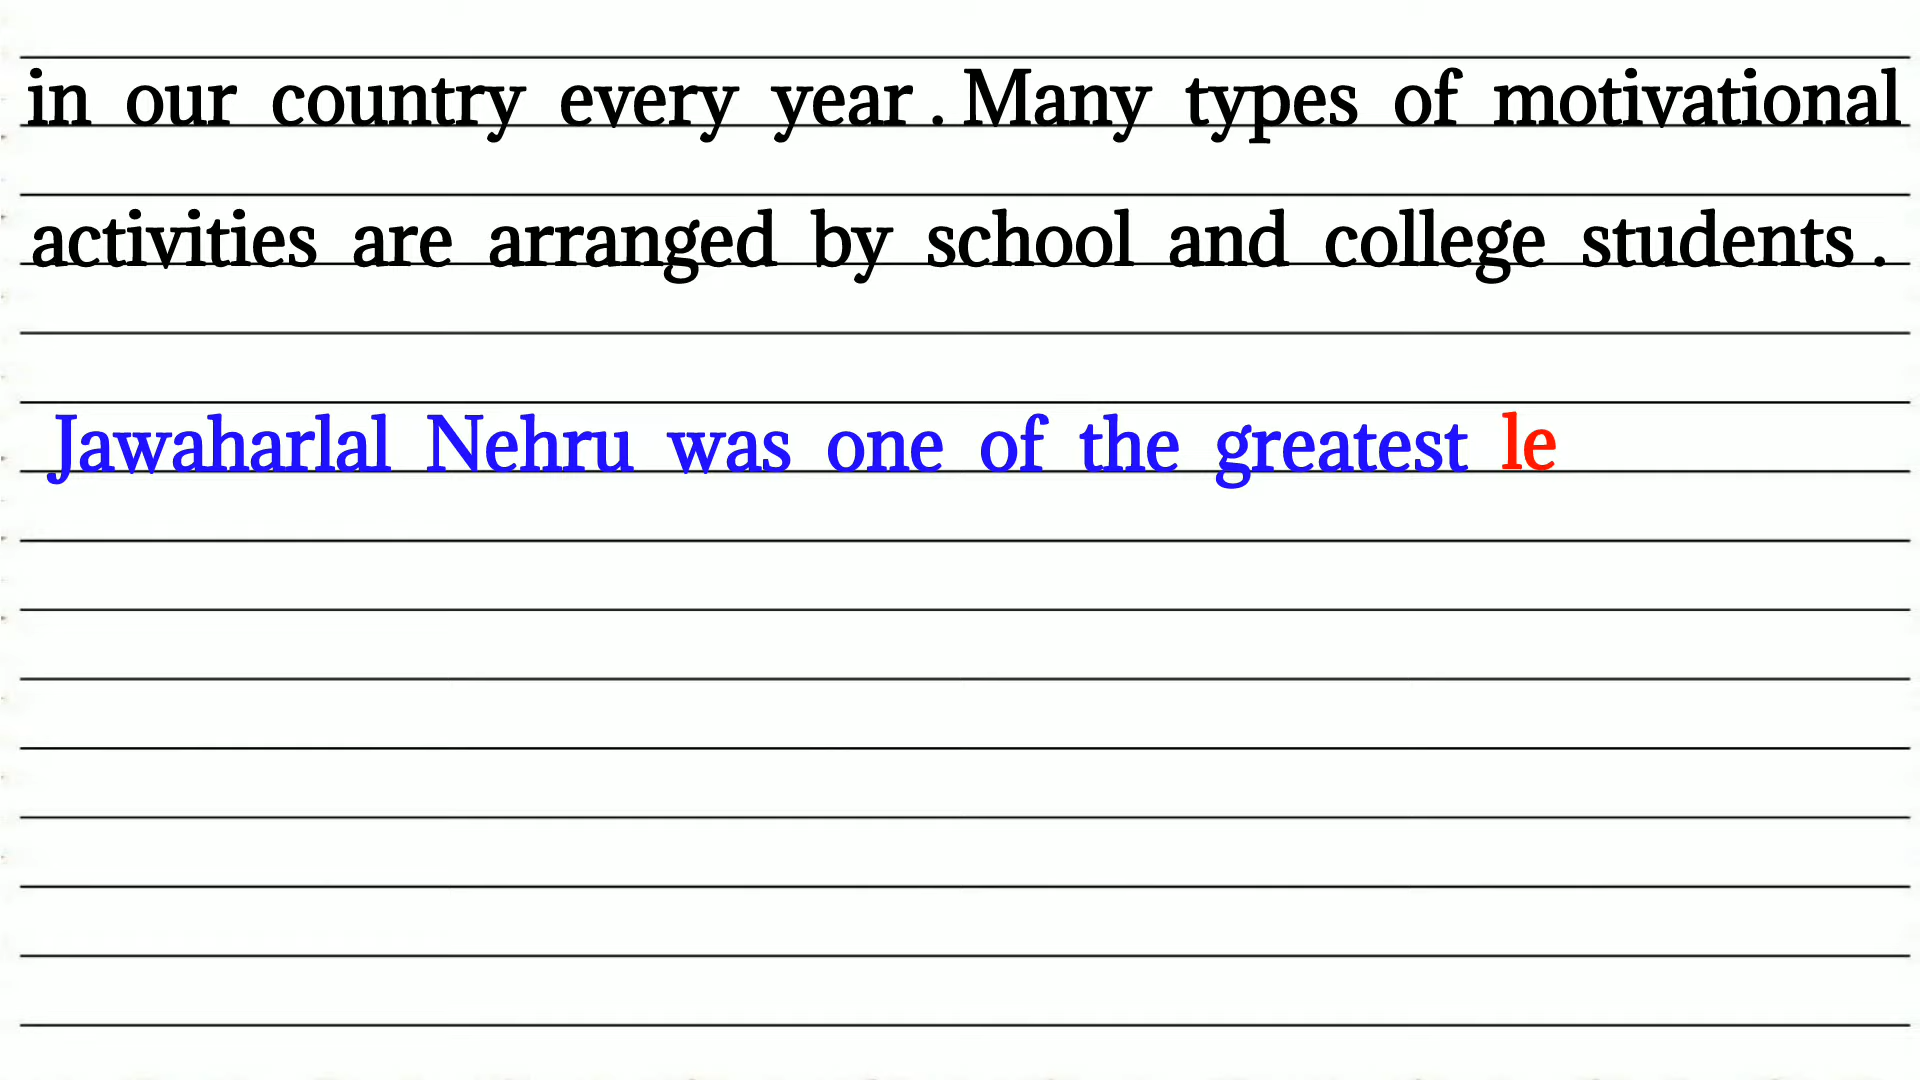 in our country every year . Many types of motivational
activities are arranged by school and college students .
Jawaharlal Nehru was one of the greatest le